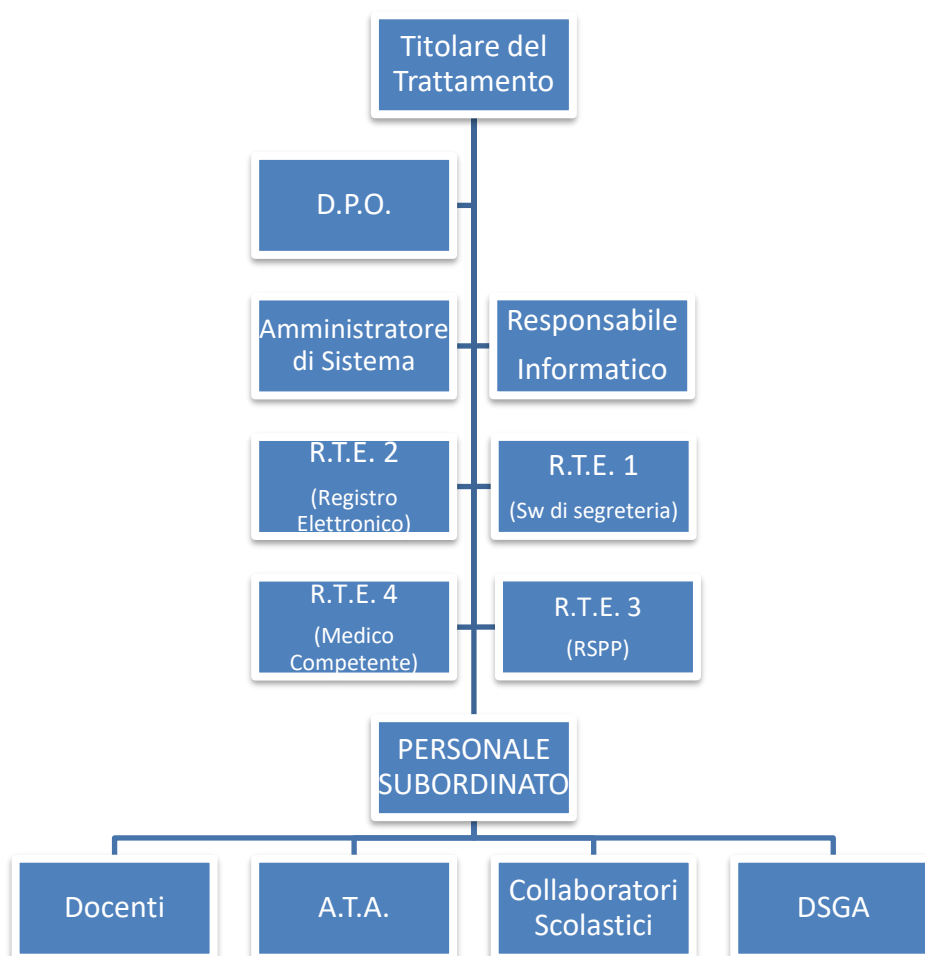 Titolare del
Trattamento
D.P.O.
Amministratore
di Sistema
Responsabile
Informatico
R.T.E. 2
(Registro
Elettronico)
R.T.E. 1
(Sw di segreteria)
R.T.E. 4
(Medico
Competente)
R.T.E. 3
(RSPP)
PERSONALE
SUBORDINATO
Docenti
A.T.A.
Collaboratori
Scolastici
DSGA